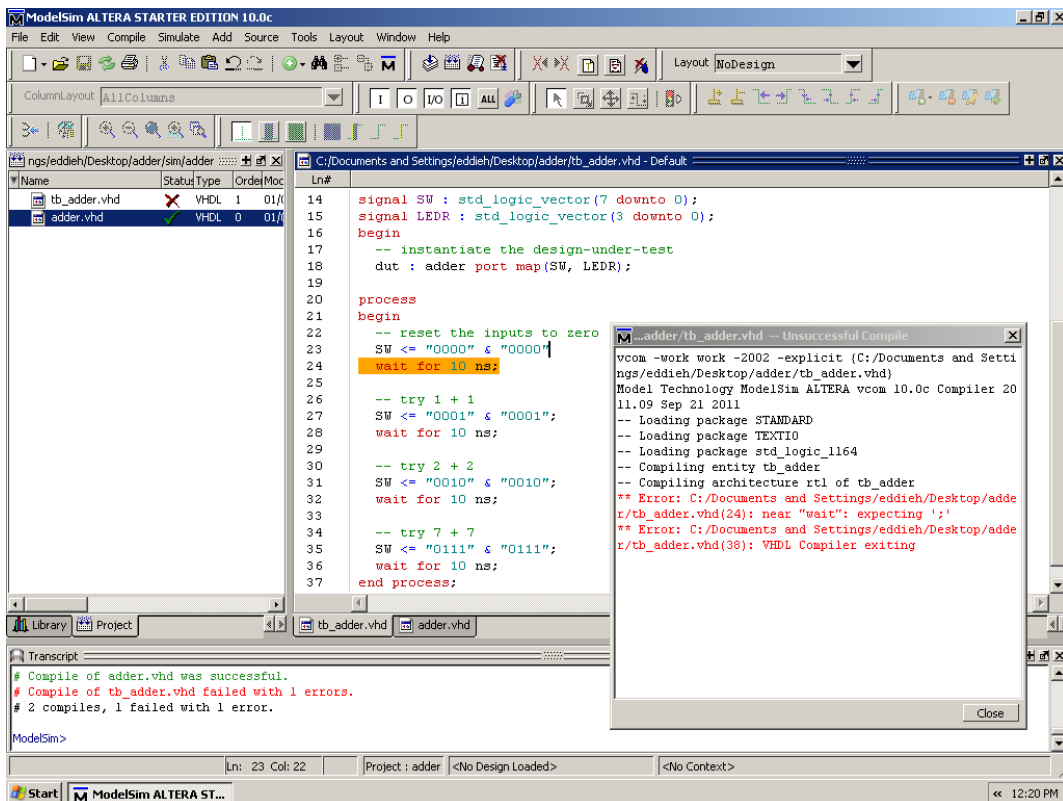 ModelSim ALTERA STARTER EDITION 10.0c
File Edit View Compile Simulate Add Source Tools Layout Window Help
Layout NoDesign
ColumnLayout AllColumns
I O I/O ALL
ngs/eddieh/Desktop/adder/sim/adder
C:/Documents and Settings/eddieh/Desktop/adder/tb_adder.vhd - Default
Name Status Type Order
Ln#
tb_adder.vhd VHDL 1
adder.vhd VHDL 0
14 signal SW : std_logic_vector(7 downto 0);
15 signal LEDR : std_logic_vector(3 downto 0);
16 begin
17 -- instantiate the design-under-test
18 dut : adder port map(SW, LEDR);
19
20 process
21 begin
22 -- reset the inputs to zero
23 SW <= "0000" & "0000"
24 wait for 10 ns;
25
26 -- try 1 + 1
27 SW <= "0001" & "0001";
28 wait for 10 ns;
29
30 -- try 2 + 2
31 SW <= "0010" & "0010";
32 wait for 10 ns;
33
34 -- try 7 + 7
35 SW <= "0111" & "0111";
36 wait for 10 ns;
37 end process;
...adder/tb_adder.vhd -- Unsuccessful Compile
vcom -work work -2002 -explicit {C:/Documents and Setti
ngs/eddieh/Desktop/adder/tb_adder.vhd}
Model Technology ModelSim ALTERA vcom 10.0c Compiler 20
11.09 Sep 21 2011
-- Loading package STANDARD
-- Loading package TEXTIO
-- Loading package std_logic_1164
-- Compiling entity tb_adder
-- Compiling architecture rtl of tb_adder
** Error: C:/Documents and Settings/eddieh/Desktop/adde
r/tb_adder.vhd(24): near "wait": expecting ';'
** Error: C:/Documents and Settings/eddieh/Desktop/adde
r/tb_adder.vhd(38): VHDL Compiler exiting
Close
Library Project
tb_adder.vhd adder.vhd
Transcript
# Compile of adder.vhd was successful.
# Compile of tb_adder.vhd failed with 1 errors.
# 2 compiles, 1 failed with 1 error.
ModelSim>
Ln: 23 Col: 22 Project : adder <No Design Loaded> <No Context>
Start ModelSim ALTERA ST... 12:20 PM